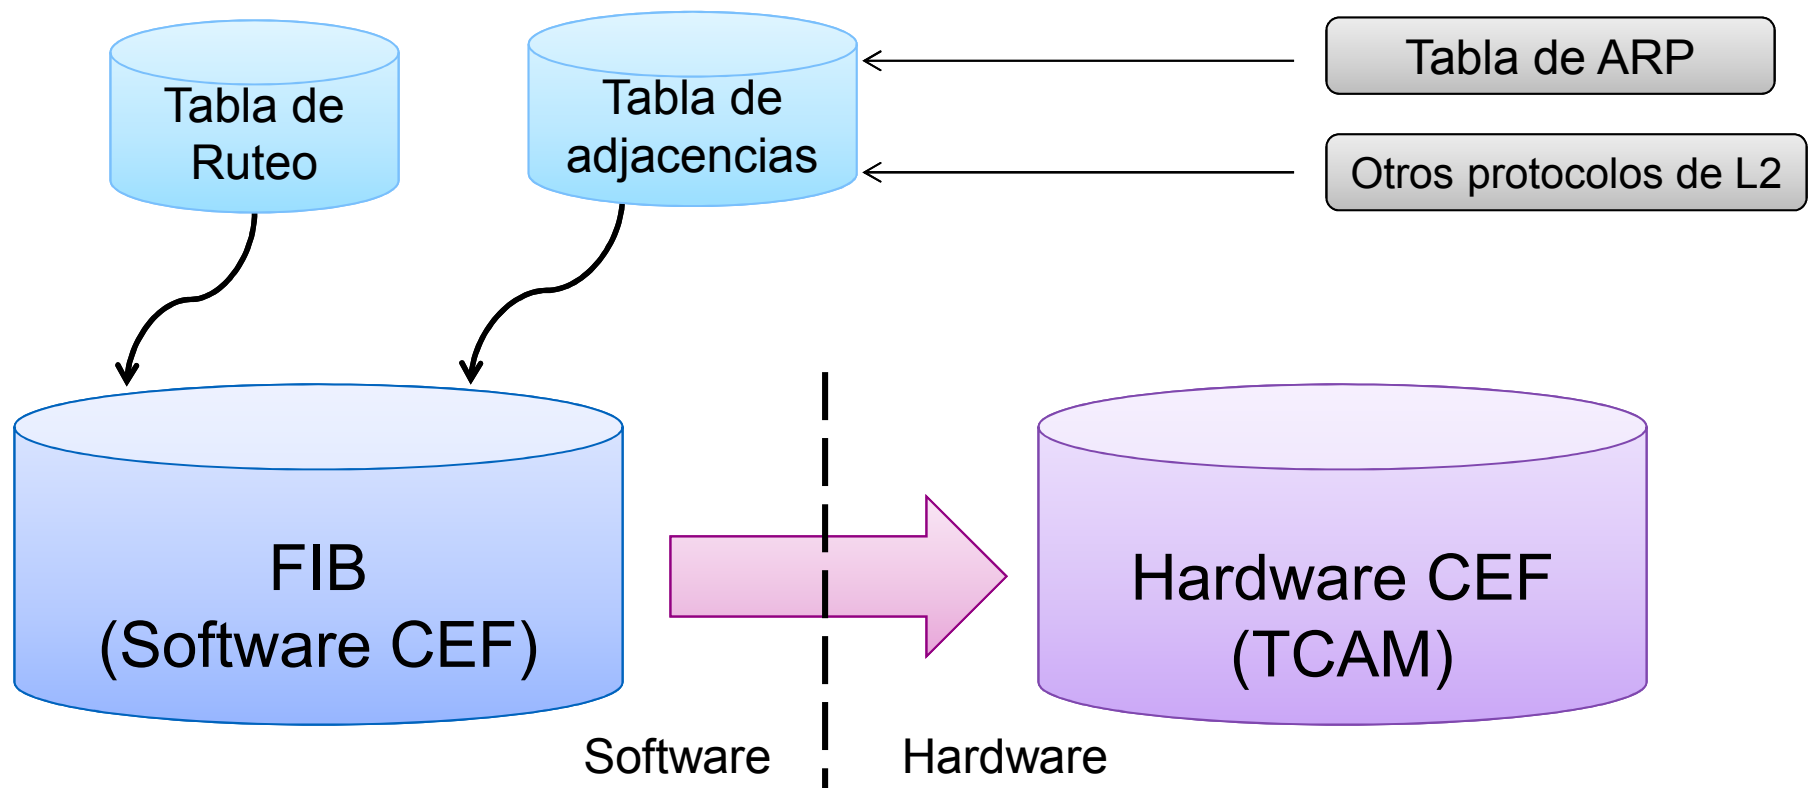 Tabla de
Ruteo
Tabla de
adjacencias
Tabla de ARP
Otros protocolos de L2
FIB
(Software CEF)
Hardware CEF
(TCAM)
Software
Hardware